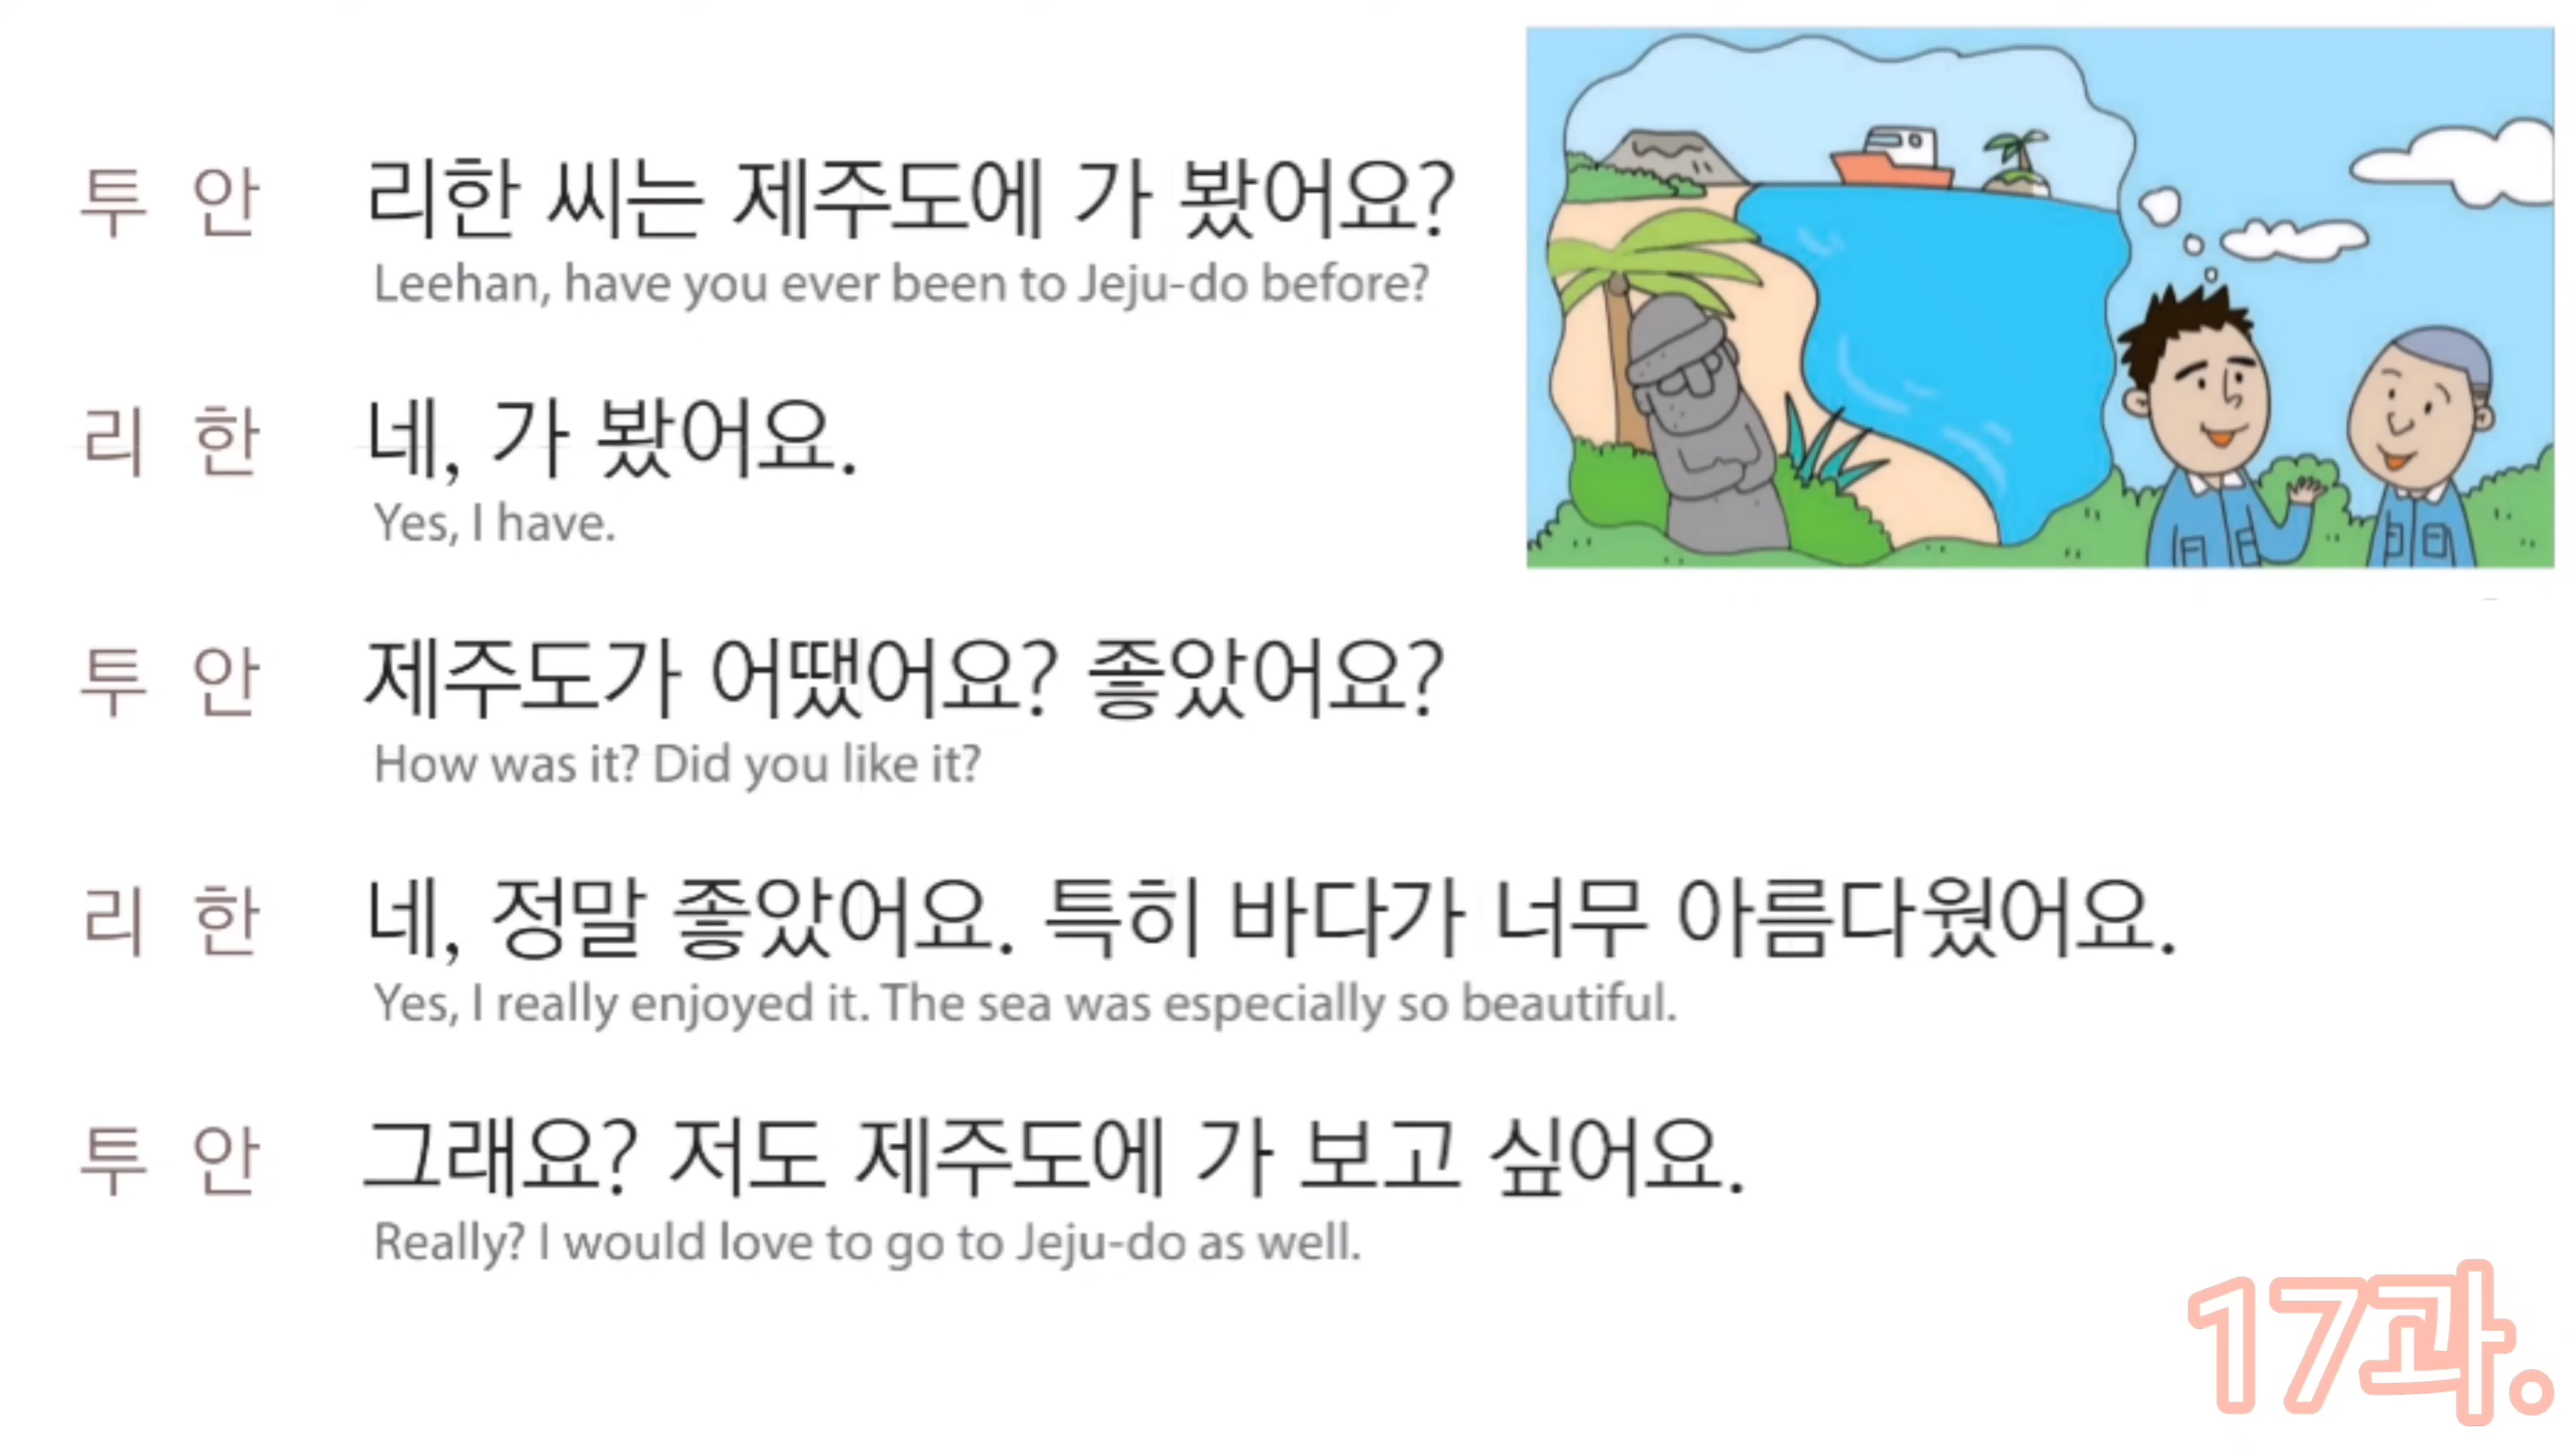 투 안 리한 씨는 제주도에 가 봤어요?
Leehan, have you ever been to Jeju-do before?
리 한 네, 가 봤어요.
Yes, I have.
투 안 제주도가 어땠어요? 좋았어요?
How was it? Did you like it?
리 한 네, 정말 좋았어요. 특히 바다가 너무 아름다웠어요.
Yes, I really enjoyed it. The sea was especially so beautiful.
투 안 그래요? 저도 제주도에 가 보고 싶어요.
Really? I would love to go to Jeju-do as well.
17과.